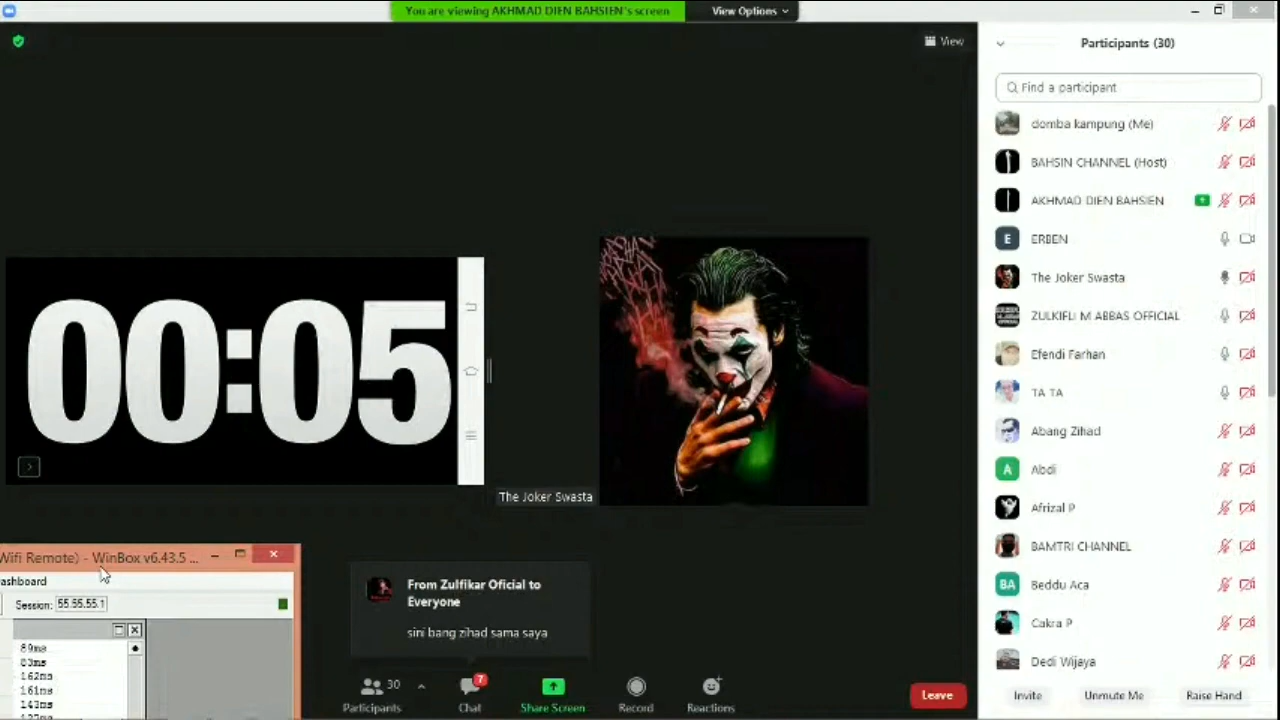 You are viewing AKHMAD DIEN BAHSIEN's screen
View Options
View
Participants (30)
Find a participant
domba kampung (Me)
BAHSIN CHANNEL (Host)
AKHMAD DIEN BAHSIEN
E ERBEN
The Joker Swasta
ZULKIFLI M ABBAS OFFICIAL
Efendi Farhan
TA TA
Abang Zihad
A Abdi
Afrizal P
BAMTRI CHANNEL
BA Beddu Aca
Cakra P
Dedi Wijaya
Invite
Unmute Me
Raise Hand
00:05
The Joker Swasta
Wifi Remote) - WinBox v6.43.5 ...
ashboard
Session: 55.55.55.1
89ms
83ms
162ms
161ms
143ms
From Zulfikar Oficial to
Everyone
sini bang zihad sama saya
30
Participants
7
Chat
Share Screen
Record
Reactions
Leave